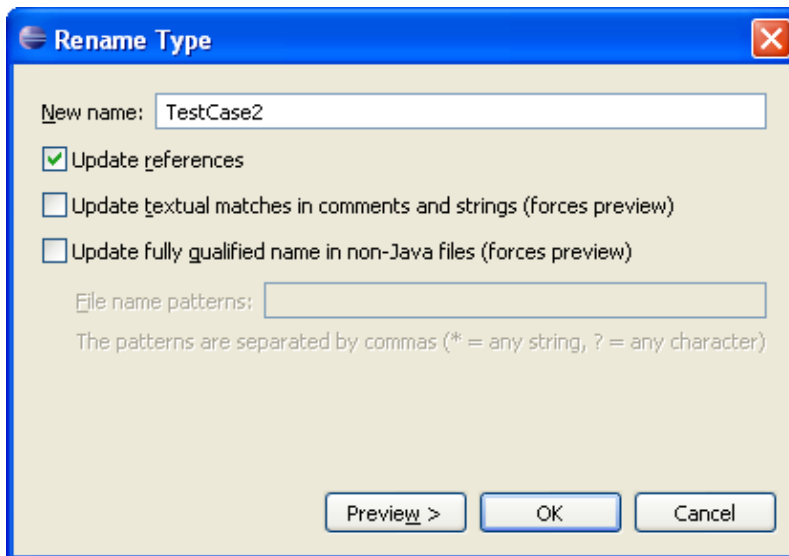 Rename Type
New name: TestCase2
Update references
Update textual matches in comments and strings (forces preview)
Update fully qualified name in non-Java files (forces preview)
File name patterns:
The patterns are separated by commas (* = any string, ? = any character)
Preview > OK Cancel